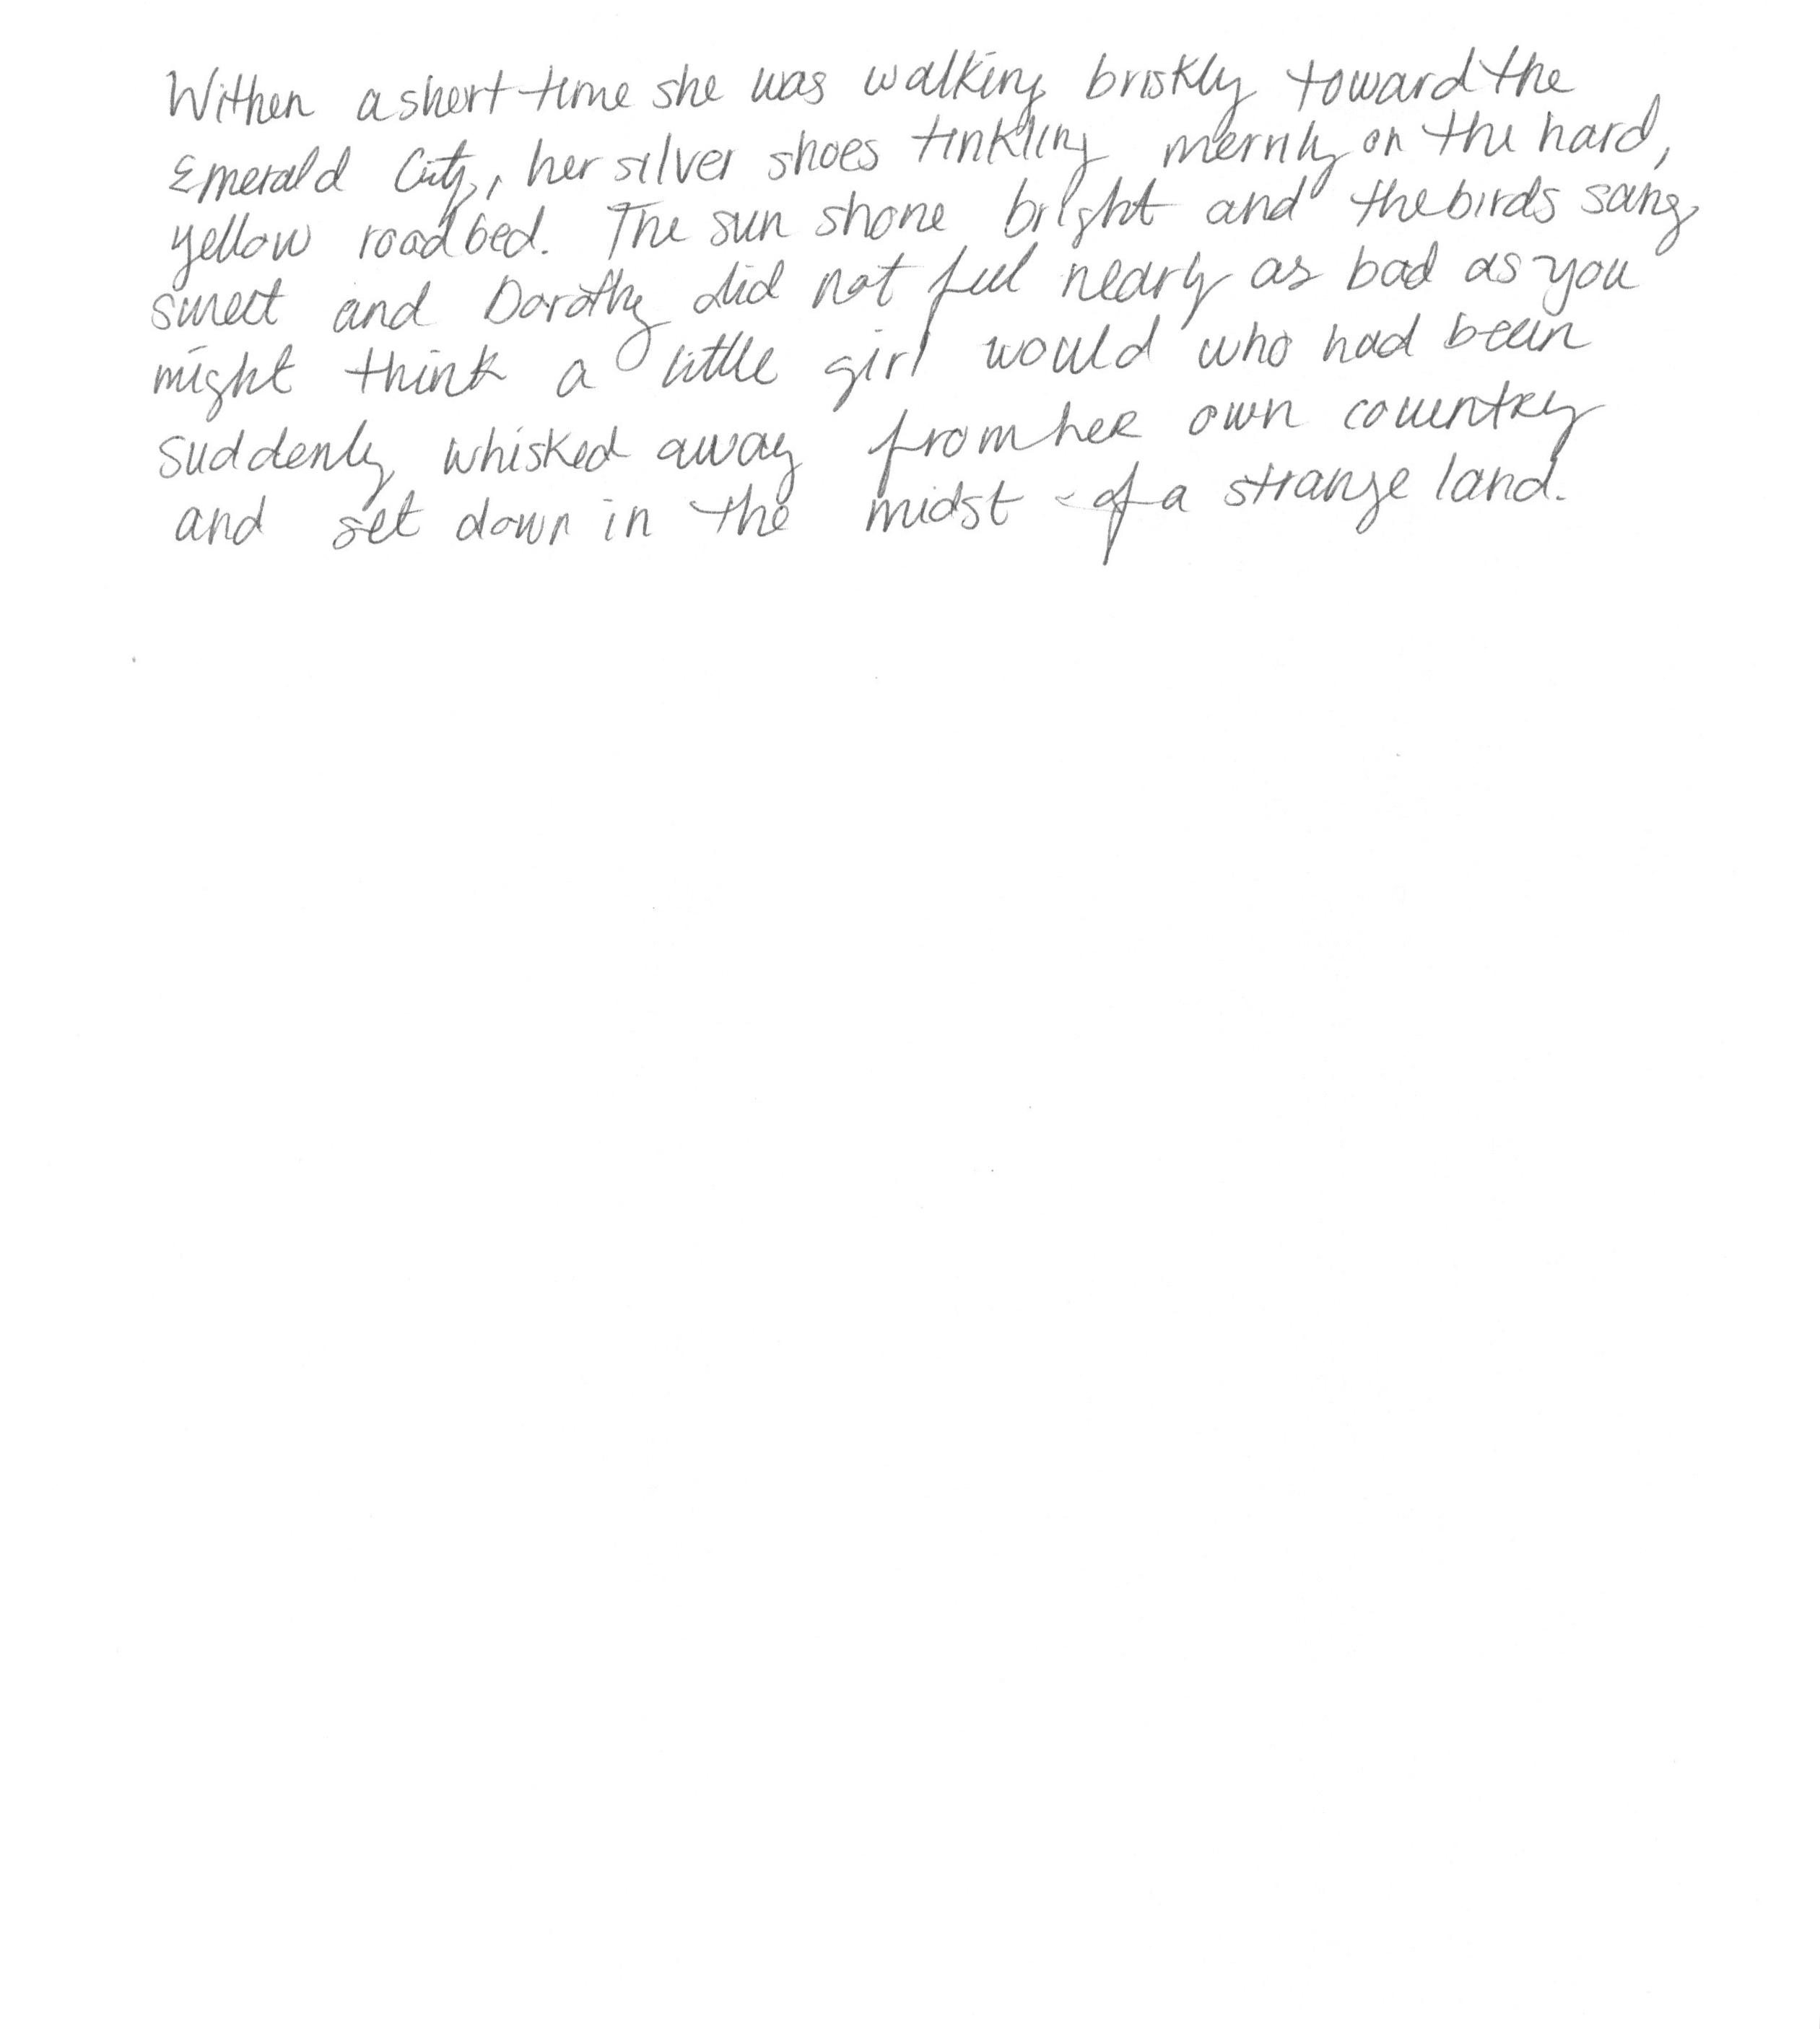 Within a short time she was walking briskly toward the
Emerald City, her silver shoes tinkling merrily on the hard,
yellow roadbed. The sun shone bright and the birds sang
sweet and Dorothy did not feel nearly as bad as you
might think a little girl would who had been
suddenly whisked away from her own country
and set down in the midst of a strange land.